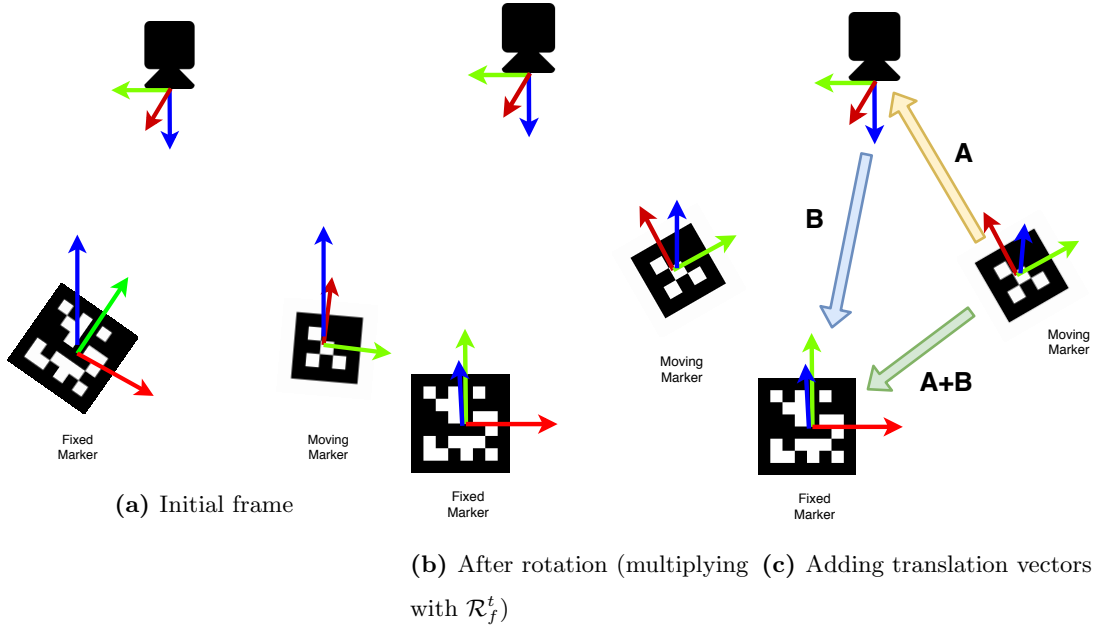 A
B
A+B
Fixed
Marker
Moving
Marker
Fixed
Marker
Moving
Marker
Fixed
Marker
Moving
Marker
(a) Initial frame
(b) After rotation (multiplying
with $\mathcal{R}_f^t$)
(c) Adding translation vectors